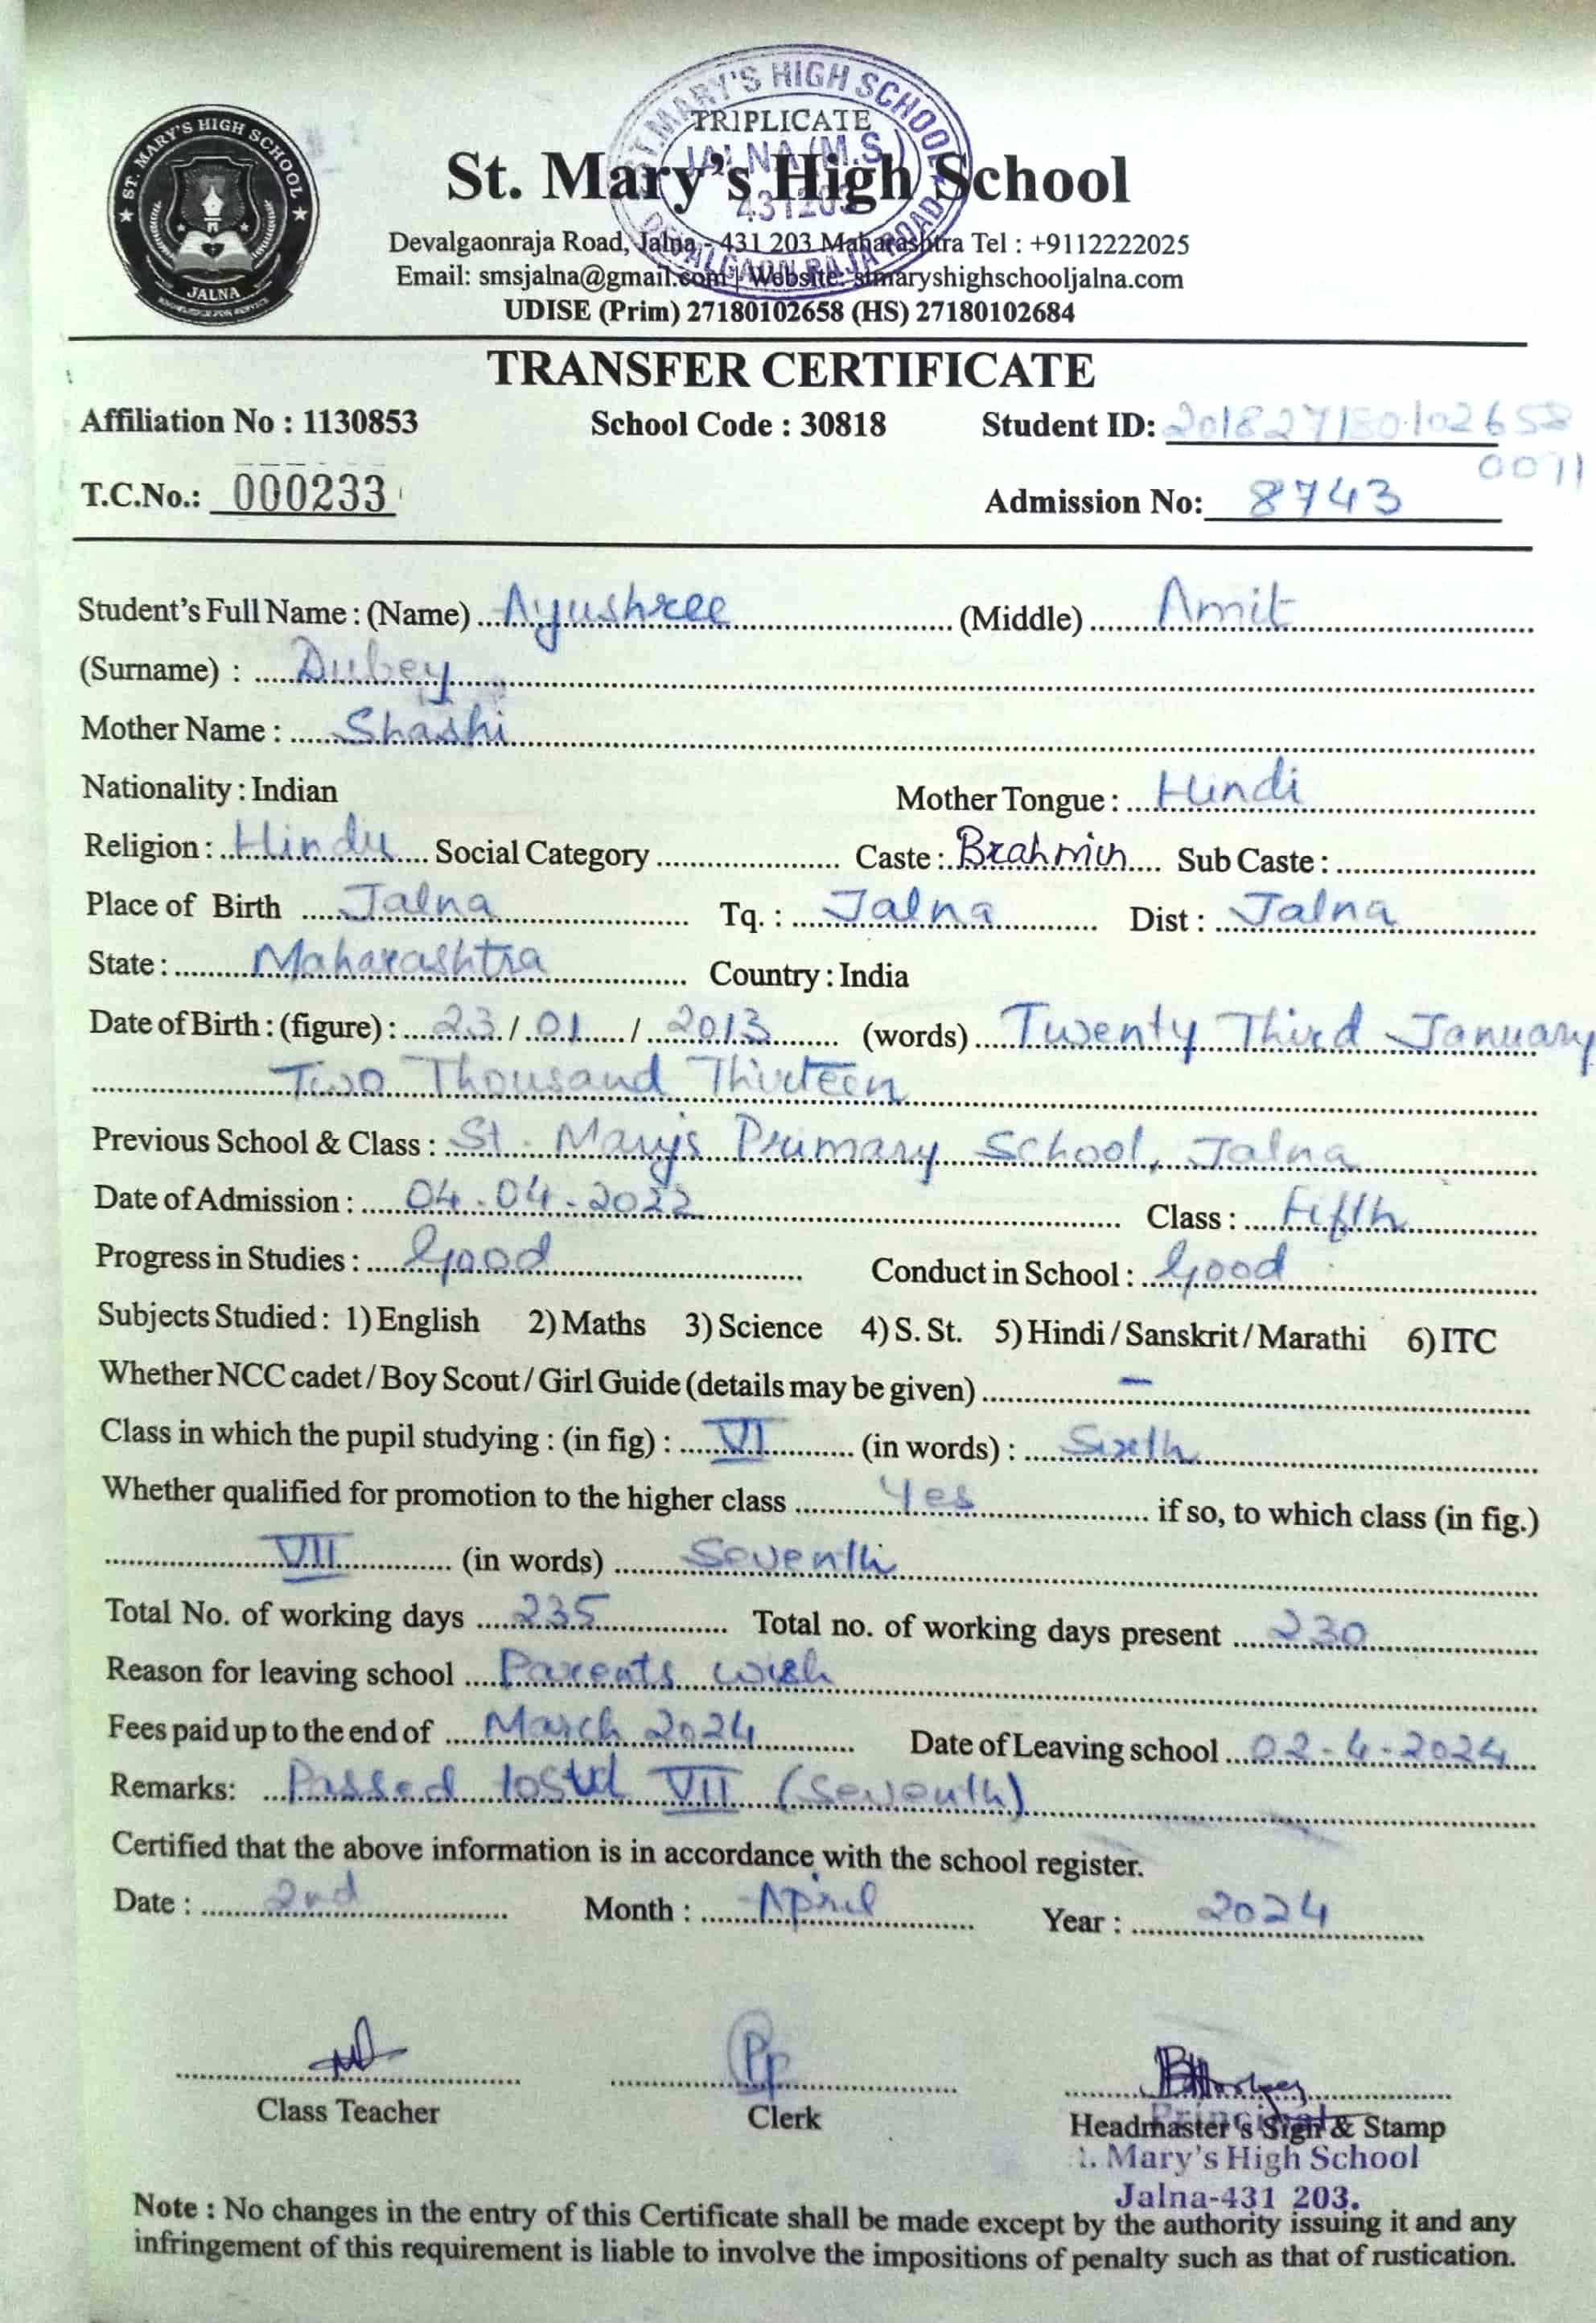 ST. MARY'S HIGH SCHOOL
JALNA
ST. MARY'S HIGH SCHOOL
TRIPLICATE
JALNA (M.S.)
431203
DEVALGAON RAJA ROAD
St. Mary's High School
Devalgaonraja Road, Jalna - 431 203 Maharashtra Tel : +9112222025
Email: smsjalna@gmail.com | Website: stmaryshighschooljalna.com
UDISE (Prim) 27180102658 (HS) 27180102684
TRANSFER CERTIFICATE
Affiliation No : 1130853 School Code : 30818 Student ID: 201827180102658
0071
T.C.No.: 000233 Admission No: 8743
Student's Full Name : (Name) Ayushree (Middle) Amit
(Surname) : Dubey
Mother Name : Shashi
Nationality : Indian Mother Tongue : Hindi
Religion : Hindu Social Category Caste : Brahmin Sub Caste :
Place of Birth Jalna Tq. : Jalna Dist : Jalna
State : Maharashtra Country : India
Date of Birth : (figure) : 23 / 01 / 2013 (words) Twenty Third January
Two Thousand Thirteen
Previous School & Class : St. Mary's Primary School, Jalna
Date of Admission : 04-04-2022 Class : Fifth
Progress in Studies : Good Conduct in School : Good
Subjects Studied : 1) English 2) Maths 3) Science 4) S. St. 5) Hindi / Sanskrit / Marathi 6) ITC
Whether NCC cadet / Boy Scout / Girl Guide (details may be given) —
Class in which the pupil studying : (in fig) : VI (in words) : Sixth
Whether qualified for promotion to the higher class Yes if so, to which class (in fig.)
VII (in words) Seventh
Total No. of working days 235 Total no. of working days present 230
Reason for leaving school Parents wish
Fees paid up to the end of March 2024 Date of Leaving school 02-4-2024
Remarks: Passed to Std VII (Seventh)
Certified that the above information is in accordance with the school register.
Date : 2nd Month : April Year : 2024
Class Teacher Clerk Headmaster's Sign & Stamp
Principal
. Mary's High School
Jalna-431 203.
Note : No changes in the entry of this Certificate shall be made except by the authority issuing it and any
infringement of this requirement is liable to involve the impositions of penalty such as that of rustication.